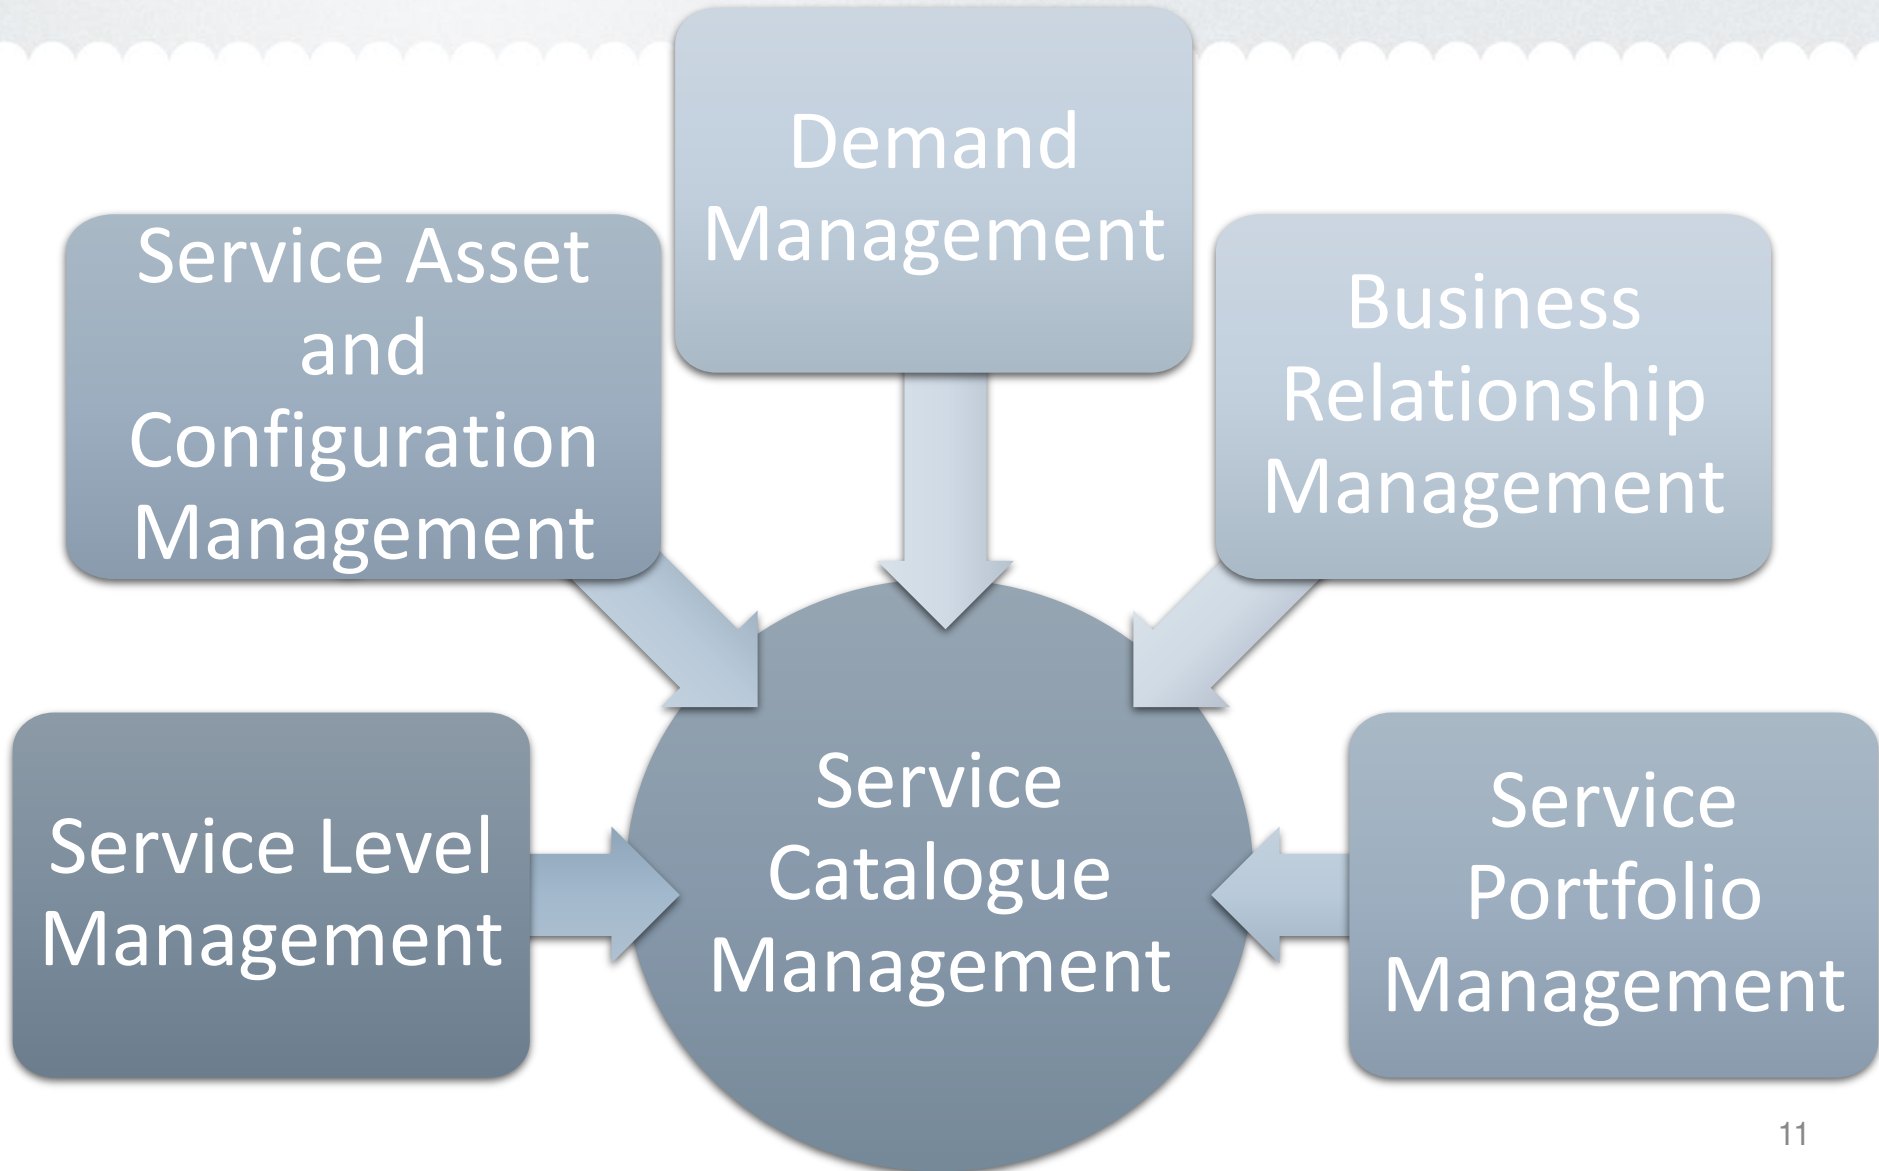 Demand
Management
Service Asset
and
Configuration
Management
Business
Relationship
Management
Service Level
Management
Service
Catalogue
Management
Service
Portfolio
Management
11